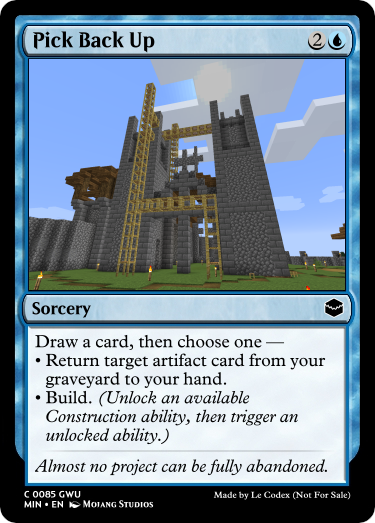 Pick Back Up 2
Sorcery
Draw a card, then choose one —
• Return target artifact card from your
graveyard to your hand.
• Build. (Unlock an available
Construction ability, then trigger an
unlocked ability.)
Almost no project can be fully abandoned.
C 0085 GWU
MIN • EN Mojang Studios
Made by Le Codex (Not For Sale)